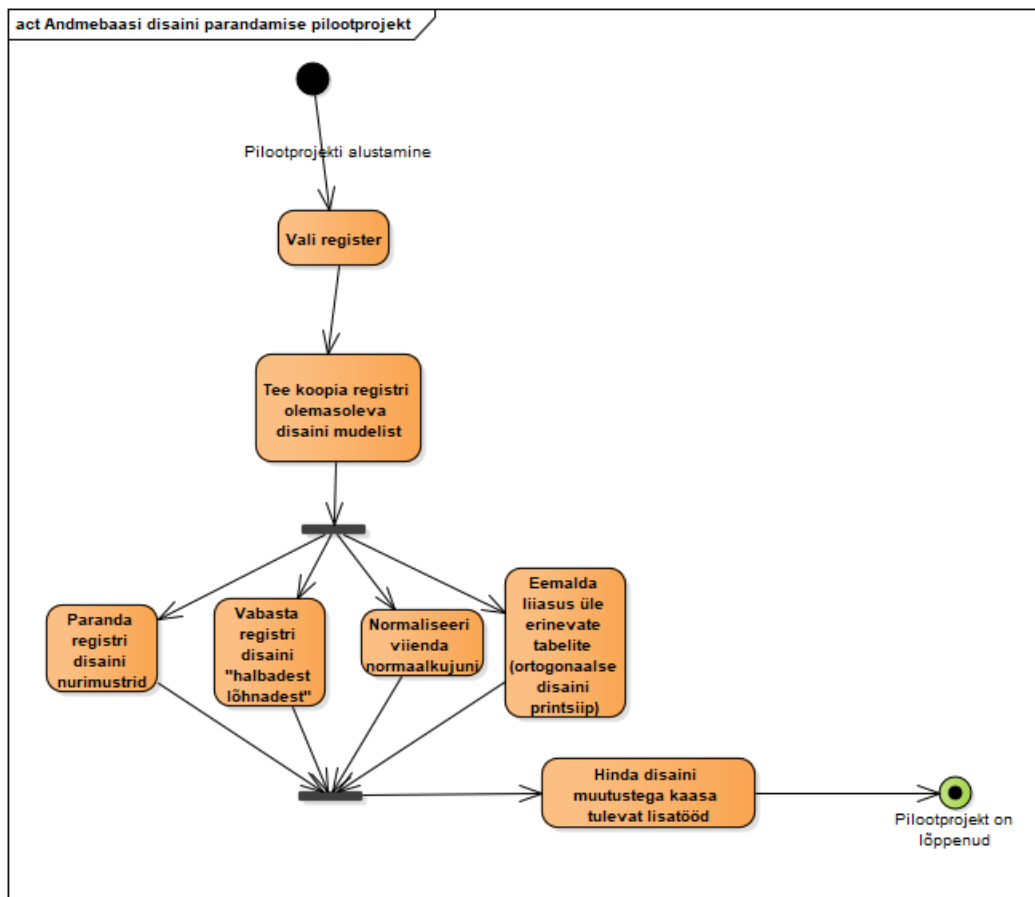 act Andmebaasi disaini parandamise pilootprojekt
Pilootprojekti alustamine
Vali register
Tee koopia registri
olemasoleva
disaini mudelist
Paranda
registri
disaini
nurimustrid
Vabasta
registri
disaini
"halbadest
lõhnadest"
Normaliseeri
viienda
normaalkujuni
Eemalda
liiasus üle
erinevate
tabelite
(ortogonaalse
disaini
printsiip)
Hinda disaini
muutustega kaasa
tulevat lisatööd
Pilootprojekt on
lõppenud